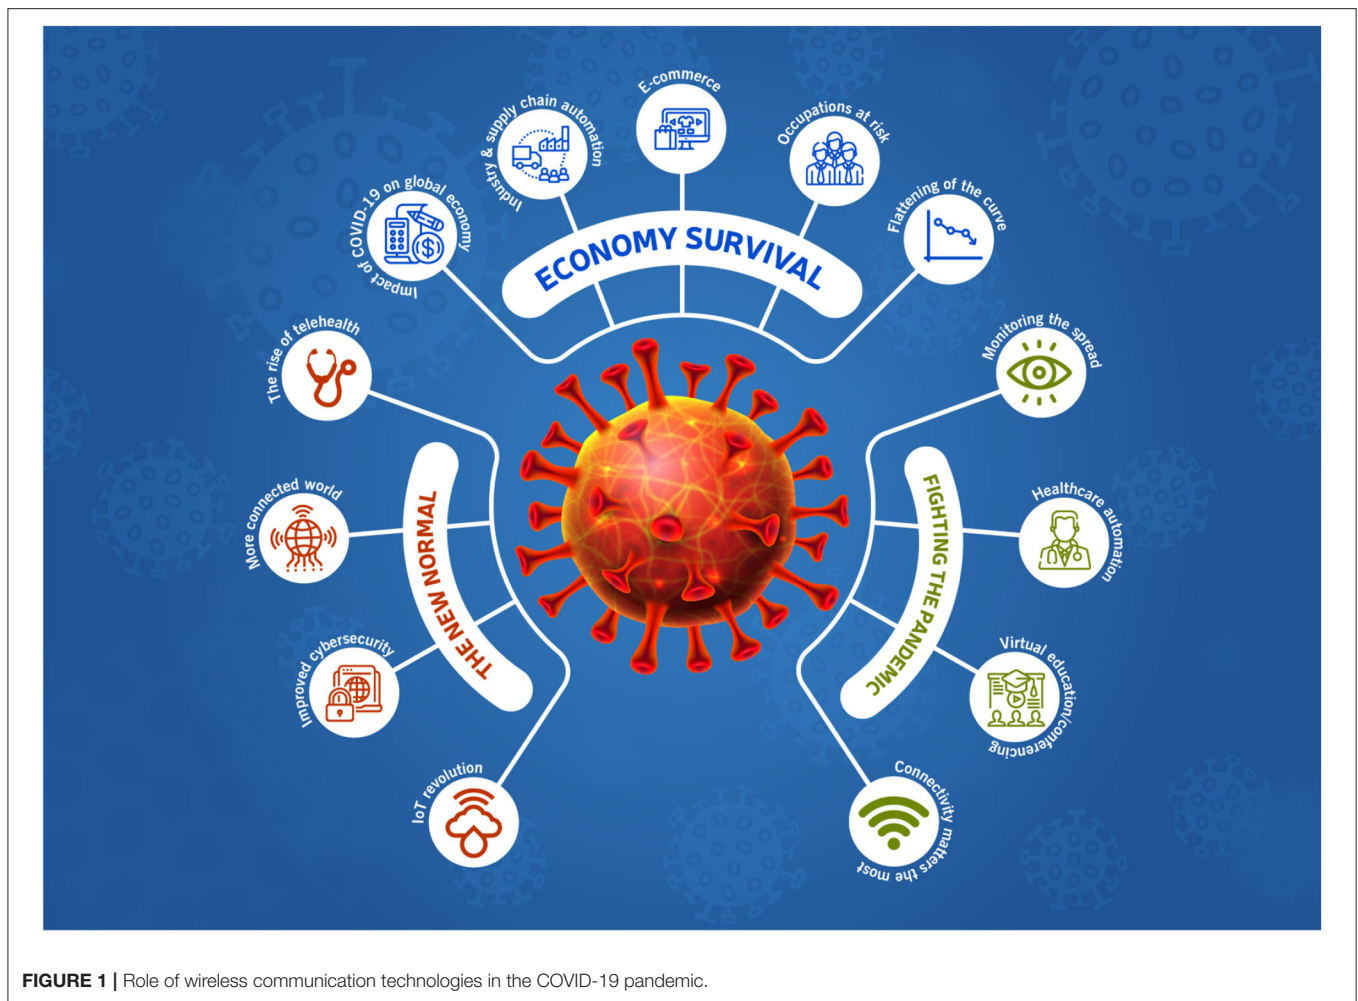 E-commerce
Industry & supply chain automation
Occupations at risk
Impact of COVID-19 on global economy
Flattening of the curve
ECONOMY SURVIVAL
The rise of telehealth
Monitoring the spread
More connected world
Healthcare automation
THE NEW NORMAL
FIGHTING THE PANDEMIC
Improved cybersecurity
Virtual education/conferencing
IoT revolution
Connectivity matters the most
FIGURE 1 | Role of wireless communication technologies in the COVID-19 pandemic.